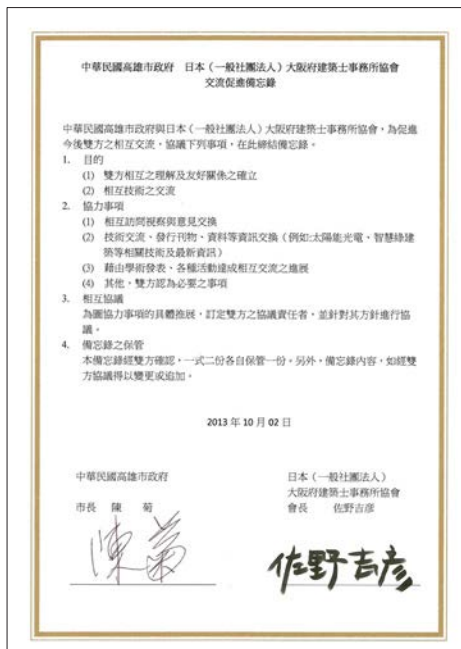 中華民國高雄市政府 日本（一般社團法人）大阪府建築士事務所協會
交流促進備忘錄
中華民國高雄市政府與日本（一般社團法人）大阪府建築士事務所協會，為促進
今後雙方之相互交流，協議下列事項，在此締結備忘錄。
1. 目的
(1) 雙方相互之理解及友好關係之確立
(2) 相互技術之交流
2. 協力事項
(1) 相互訪問視察與意見交換
(2) 技術交流、發行刊物、資料等資訊交換（例如:太陽能光電、智慧綠建
築等相關技術及最新資訊）
(3) 藉由學術發表、各種活動達成相互交流之進展
(4) 其他，雙方認為必要之事項
3. 相互協議
為圖協力事項的具體推展，訂定雙方之協議責任者，並針對其方針進行協
議。
4. 備忘錄之保管
本備忘錄經雙方確認，一式二份各自保管一份。另外，備忘錄內容，如經雙
方協議得以變更或追加。
2013 年 10 月 02 日
中華民國高雄市政府
市長 陳 菊
陳菊
日本（一般社團法人）
大阪府建築士事務所協會
會長 佐野吉彦
佐野吉彦